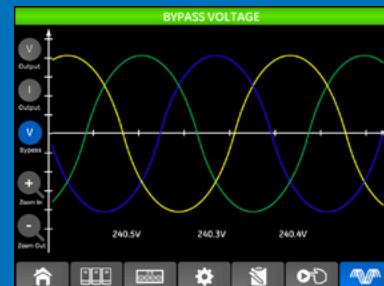 BYPASS VOLTAGE
V
Output
I
Output
V
Bypass
+
Zoom In
-
Zoom Out
240.5V 240.3V 240.4V